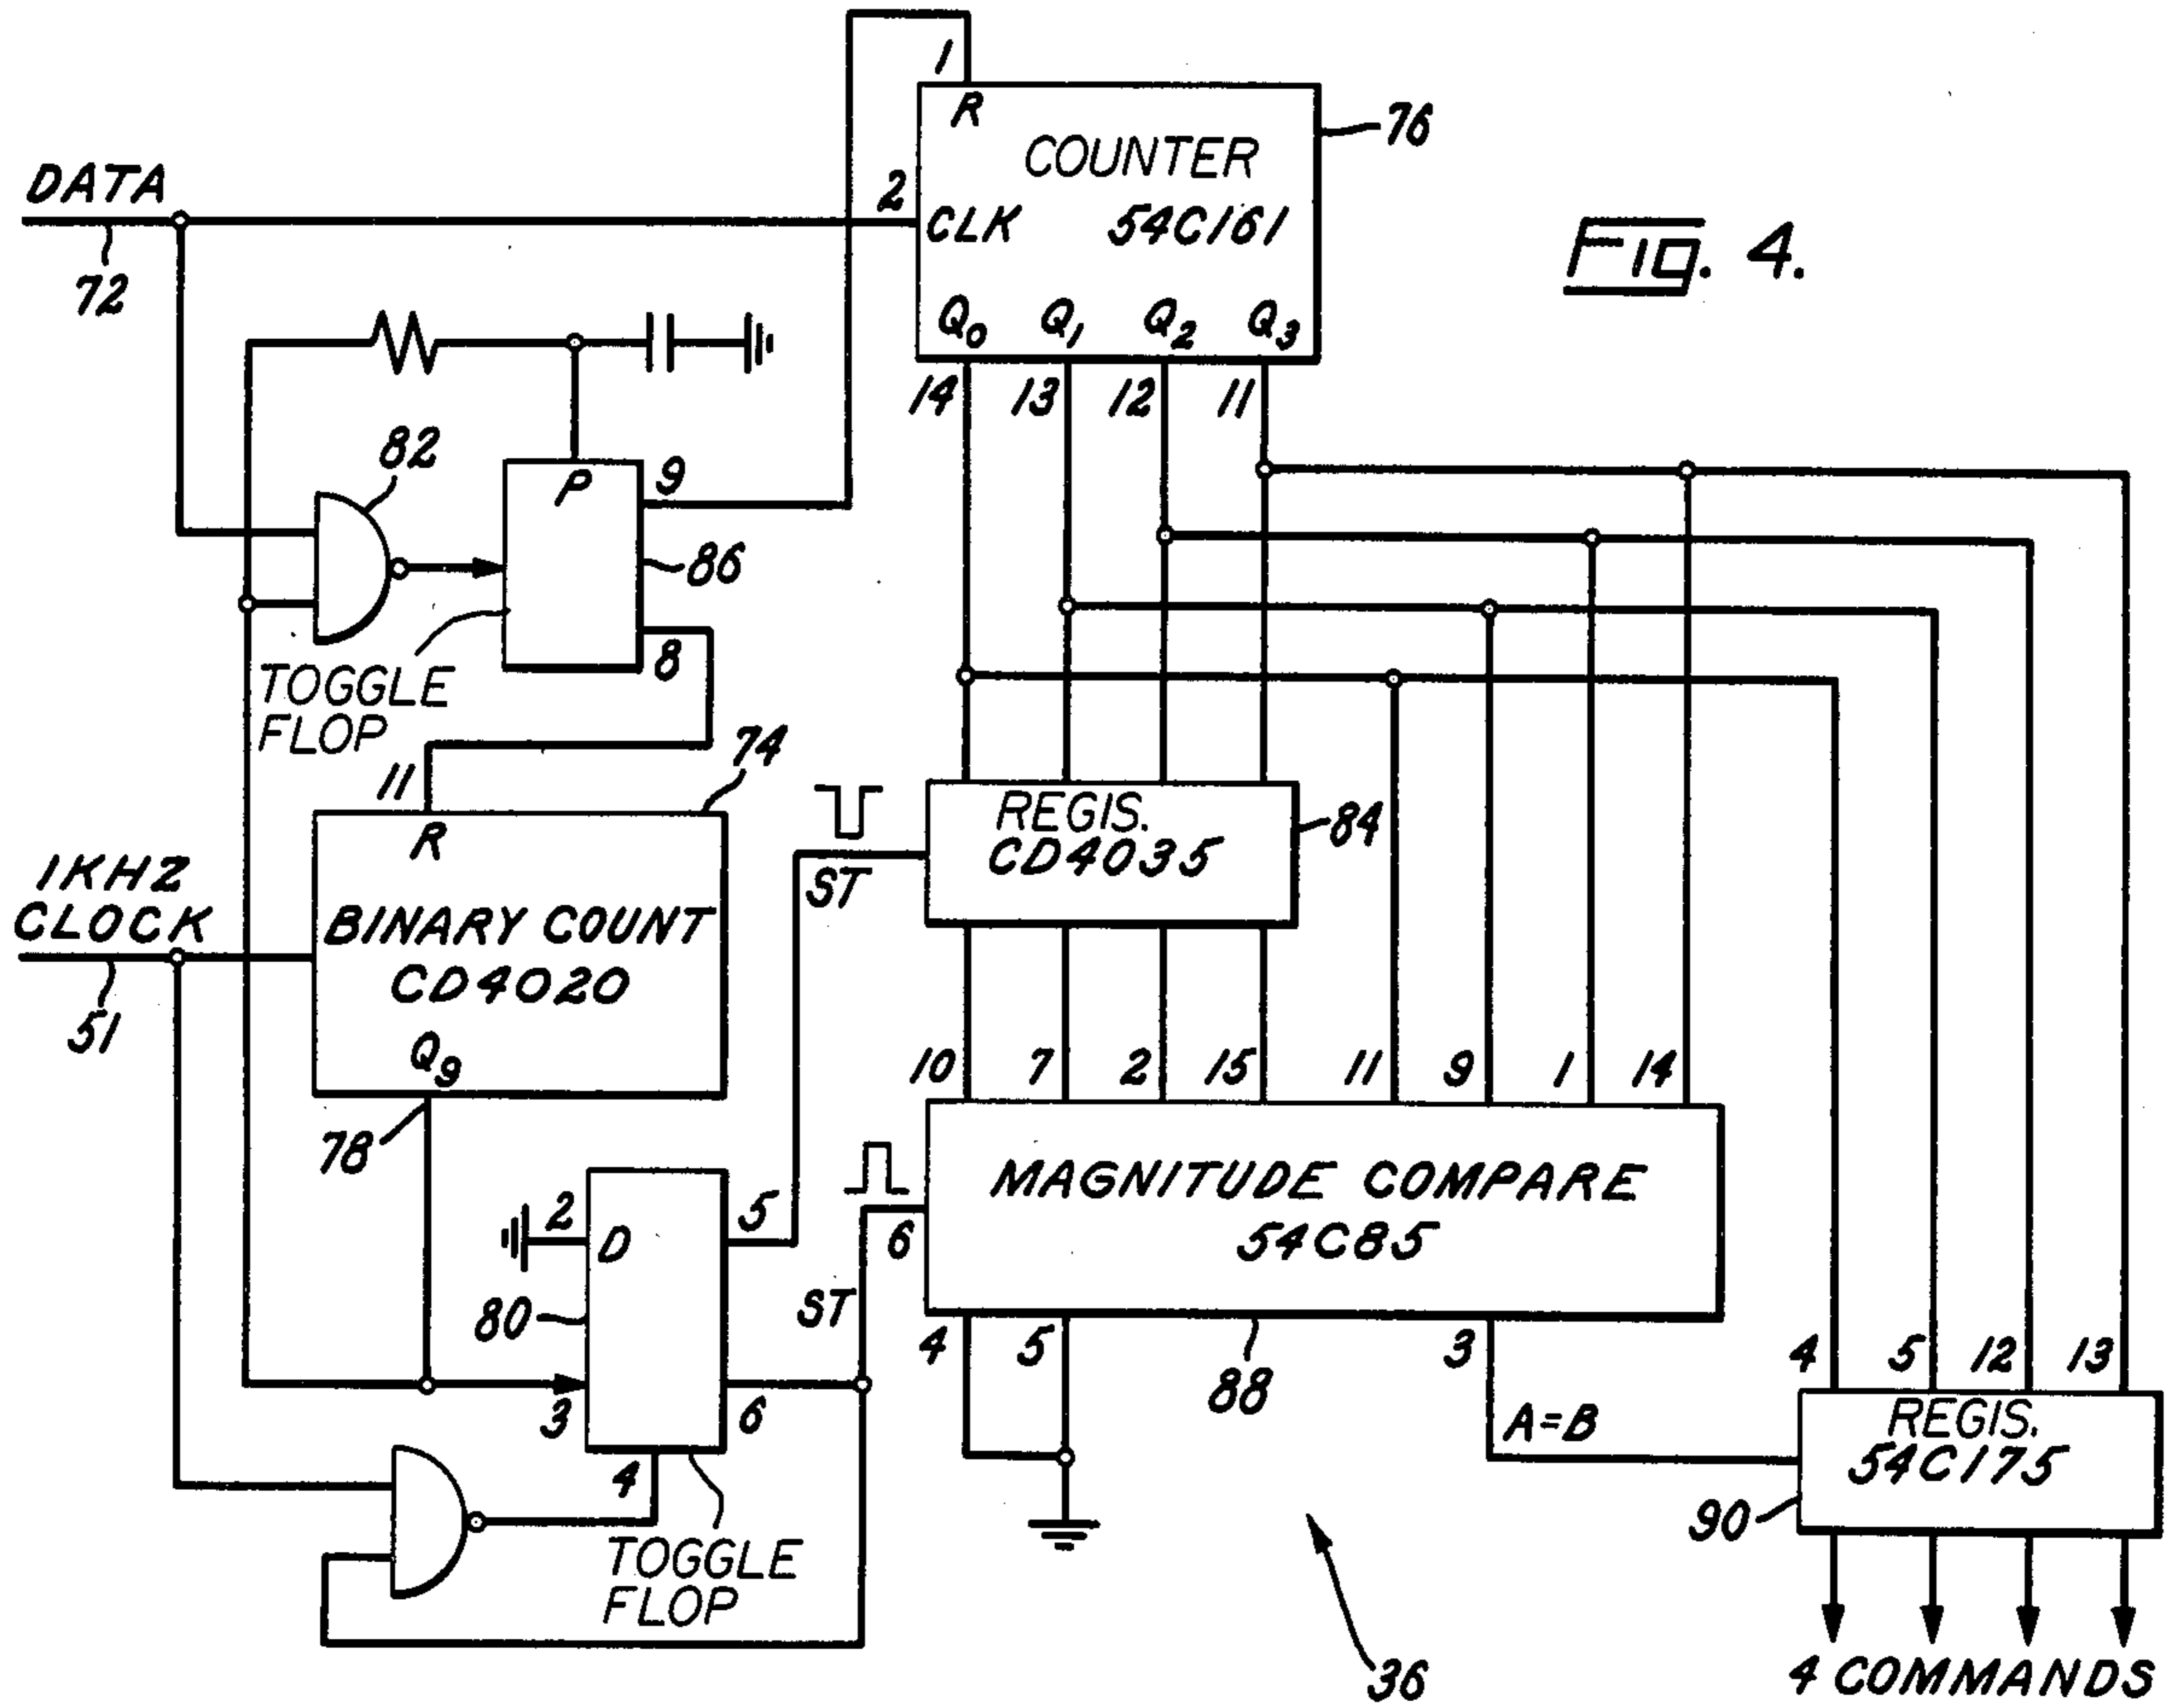 1
R
76
COUNTER
DATA
2
CLK
54C161
Fig. 4.
72
Q0 Q1 Q2 Q3
14 13 12 11
82
9
P
86
8
TOGGLE
FLOP
74
11
R
REGIS.
84
CD4035
1KHZ
ST
CLOCK
BINARY COUNT
CD4020
51
Q9
10 7 2 15 11 9 1 14
78
MAGNITUDE COMPARE
2
5
D
6
54C85
80
ST
4 5 3
4 5 12 13
88
3
6
A=B
REGIS.
54C175
4
90
TOGGLE
FLOP
36
4 COMMANDS